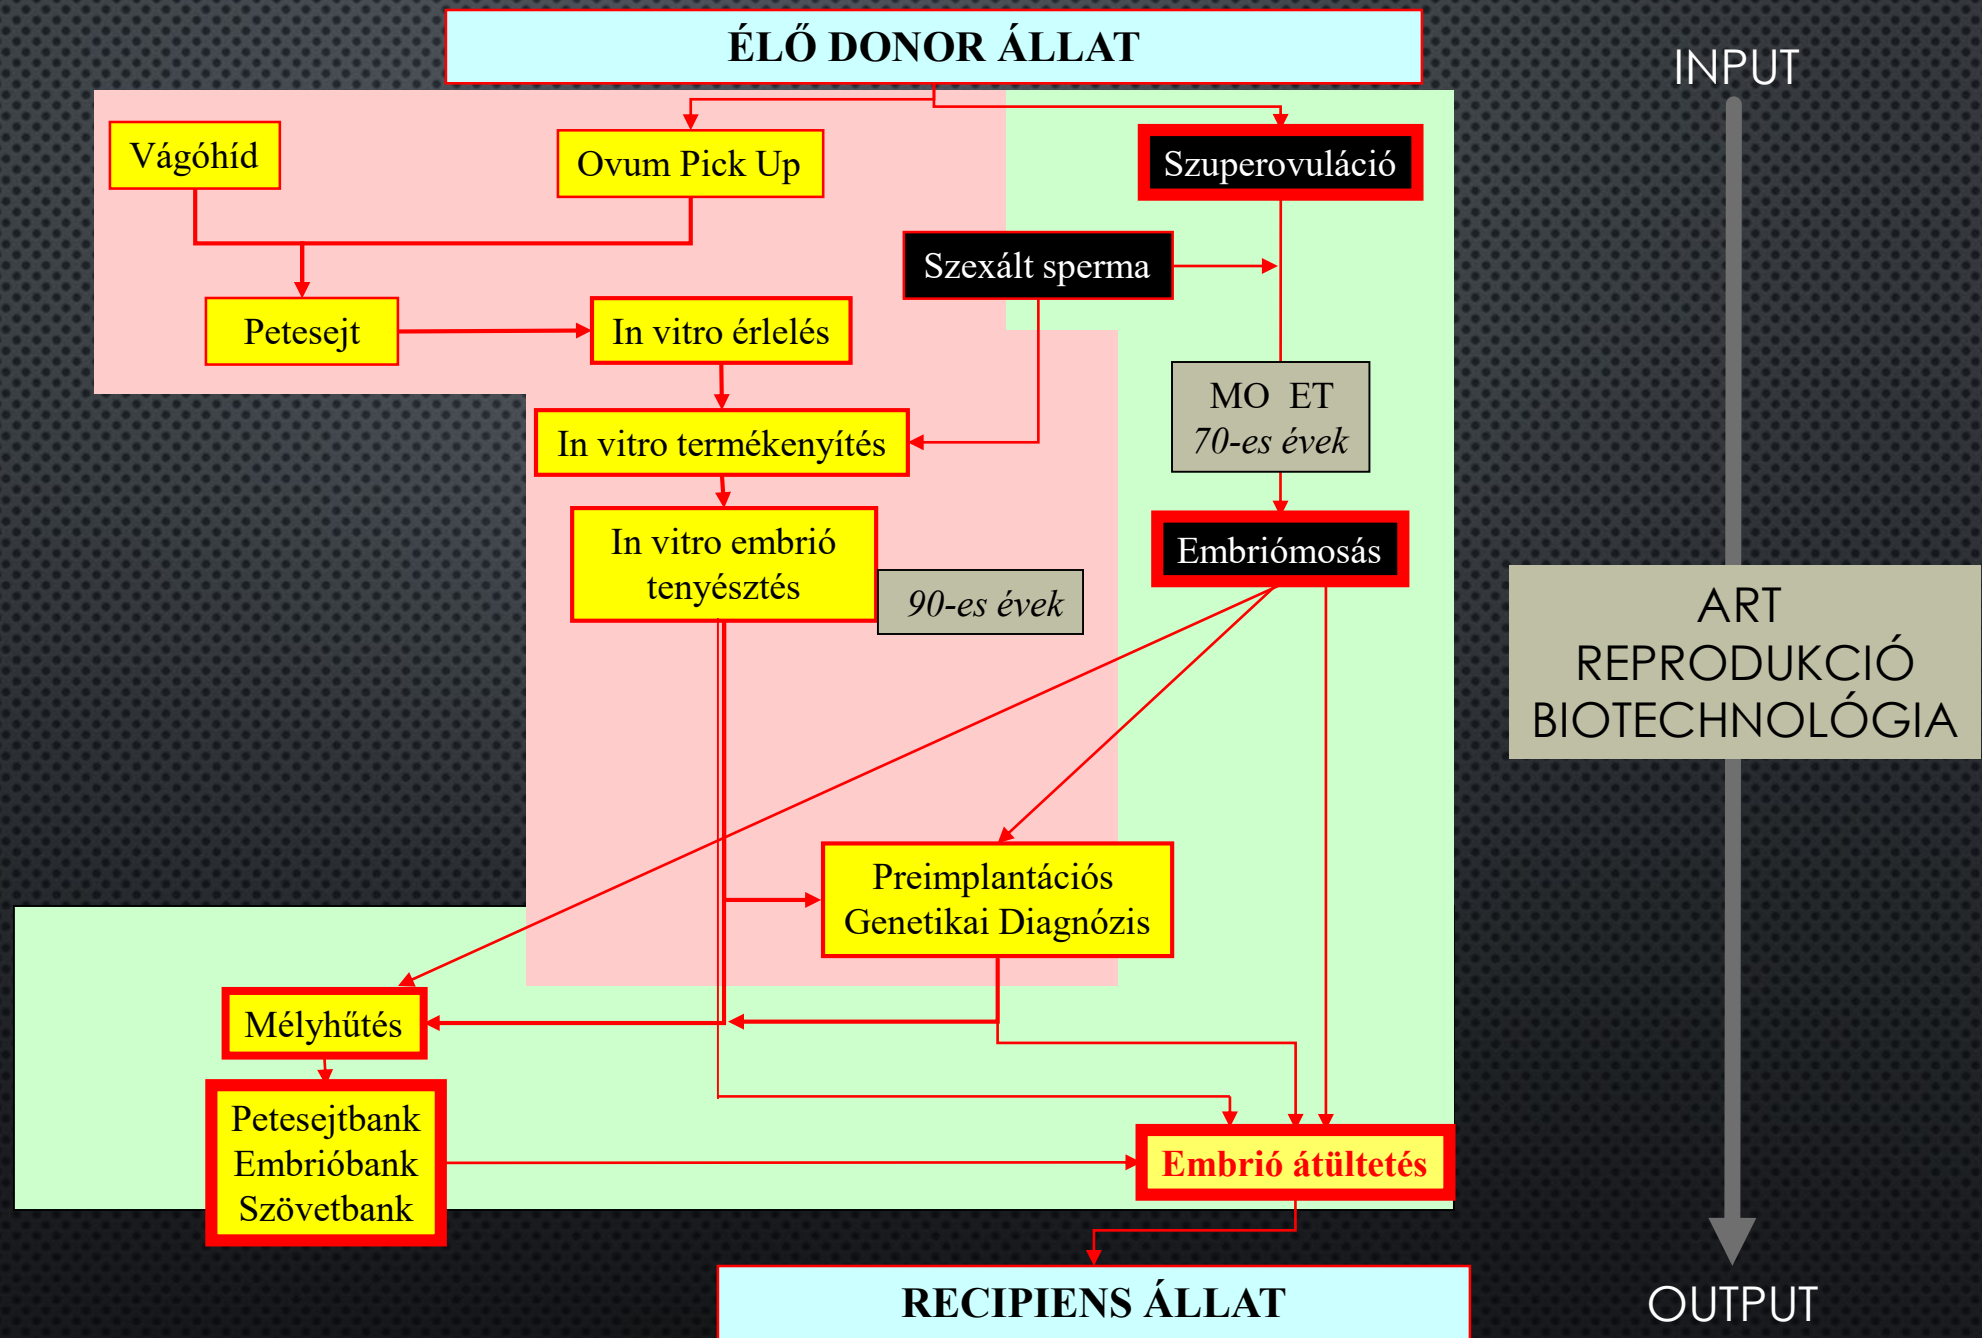 ÉLŐ DONOR ÁLLAT
INPUT
Vágóhíd
Ovum Pick Up
Szuperovuláció
Szexált sperma
Petesejt
In vitro érlelés
MO  ET
70-es évek
In vitro termékenyítés
In vitro embrió
tenyésztés
90-es évek
Embriómosás
ART
REPRODUKCIÓ
BIOTECHNOLÓGIA
Preimplantációs
Genetikai Diagnózis
Mélyhűtés
Petesejtbank
Embrióbank
Szövetbank
Embrió átültetés
RECIPIENS ÁLLAT
OUTPUT